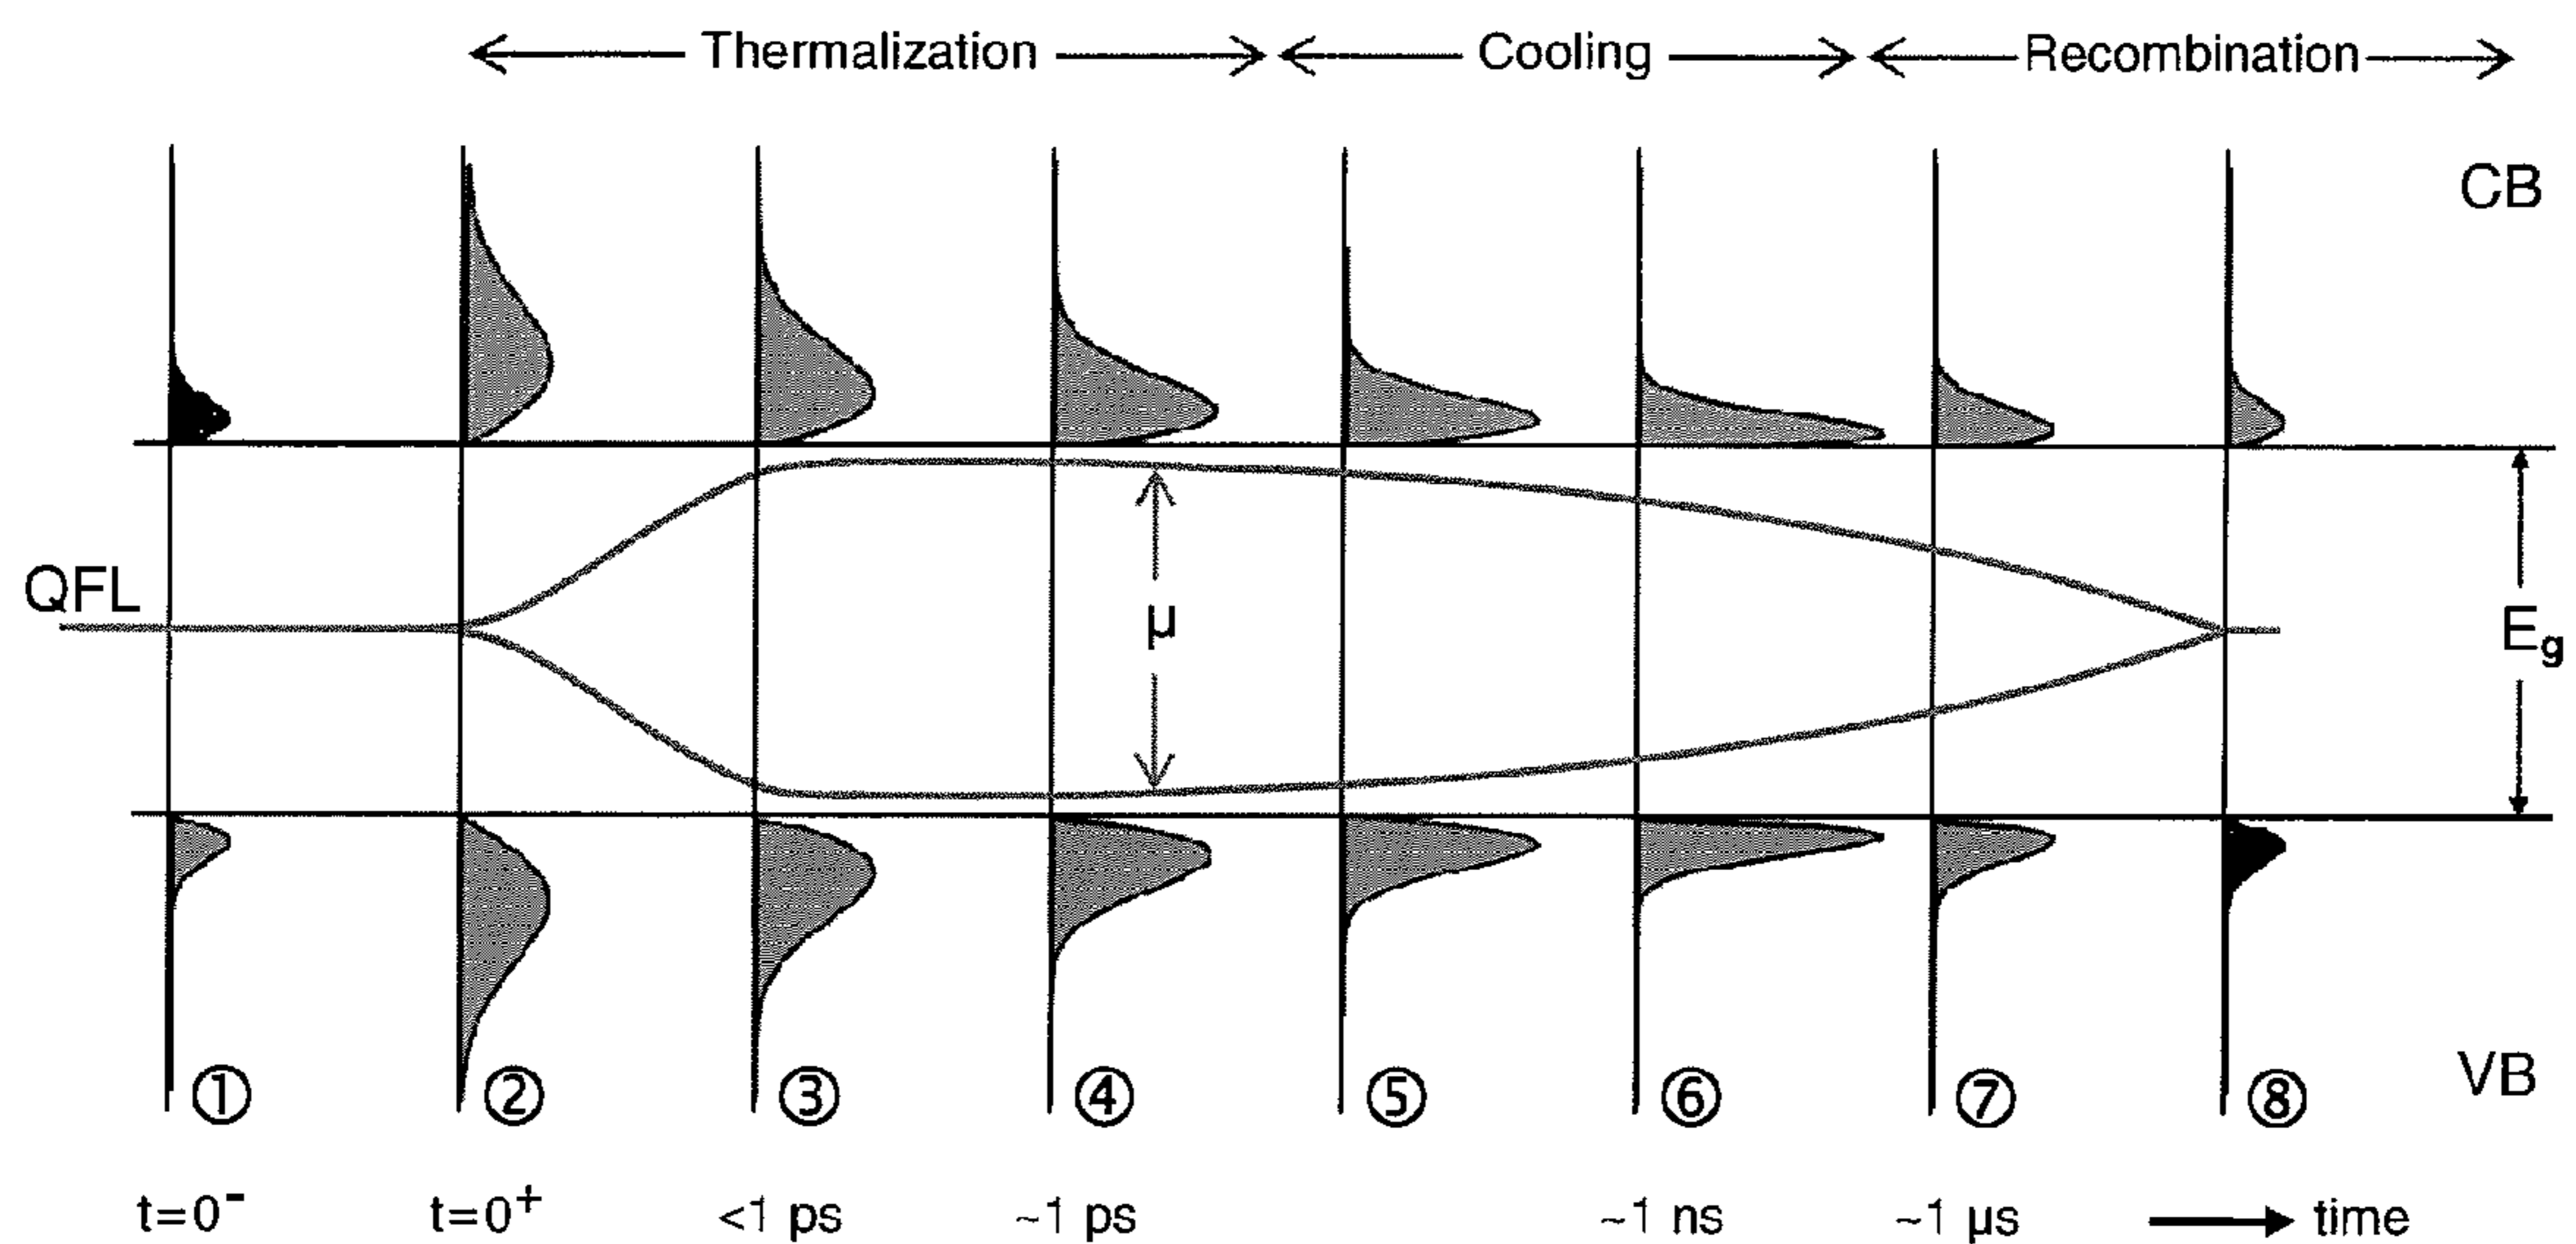 Thermalization Cooling Recombination
CB
QFL
μ
Eg
VB
① ② ③ ④ ⑤ ⑥ ⑦ ⑧
t=0⁻ t=0⁺ <1 ps ~1 ps ~1 ns ~1 μs time